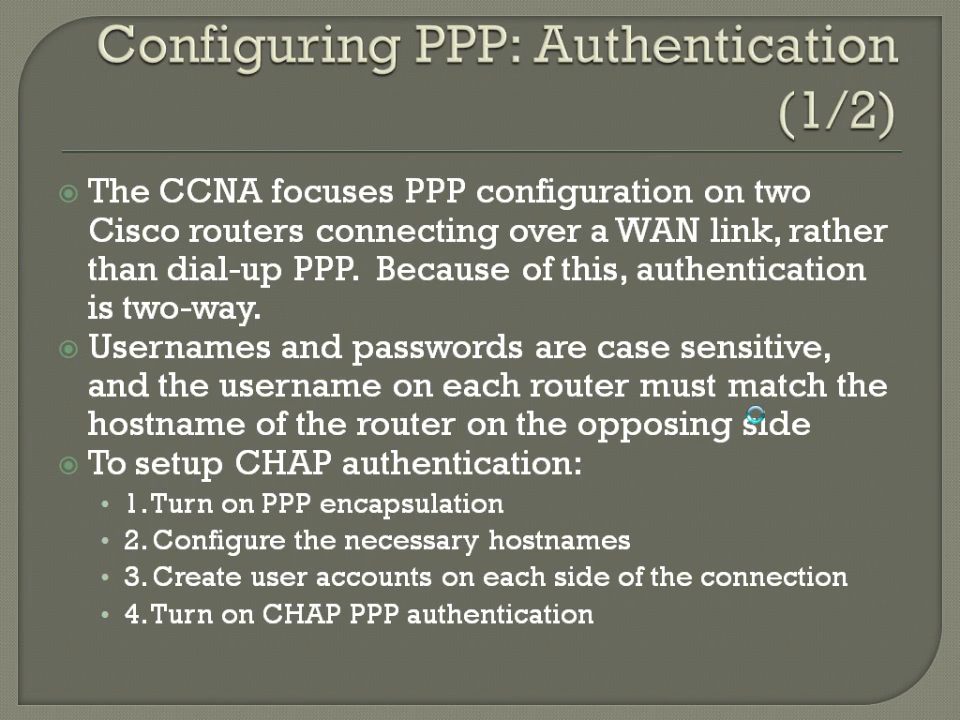 Configuring PPP: Authentication
(1/2)
The CCNA focuses PPP configuration on two
Cisco routers connecting over a WAN link, rather
than dial-up PPP. Because of this, authentication
is two-way.
Usernames and passwords are case sensitive,
and the username on each router must match the
hostname of the router on the opposing side
To setup CHAP authentication:
1. Turn on PPP encapsulation
2. Configure the necessary hostnames
3. Create user accounts on each side of the connection
4. Turn on CHAP PPP authentication